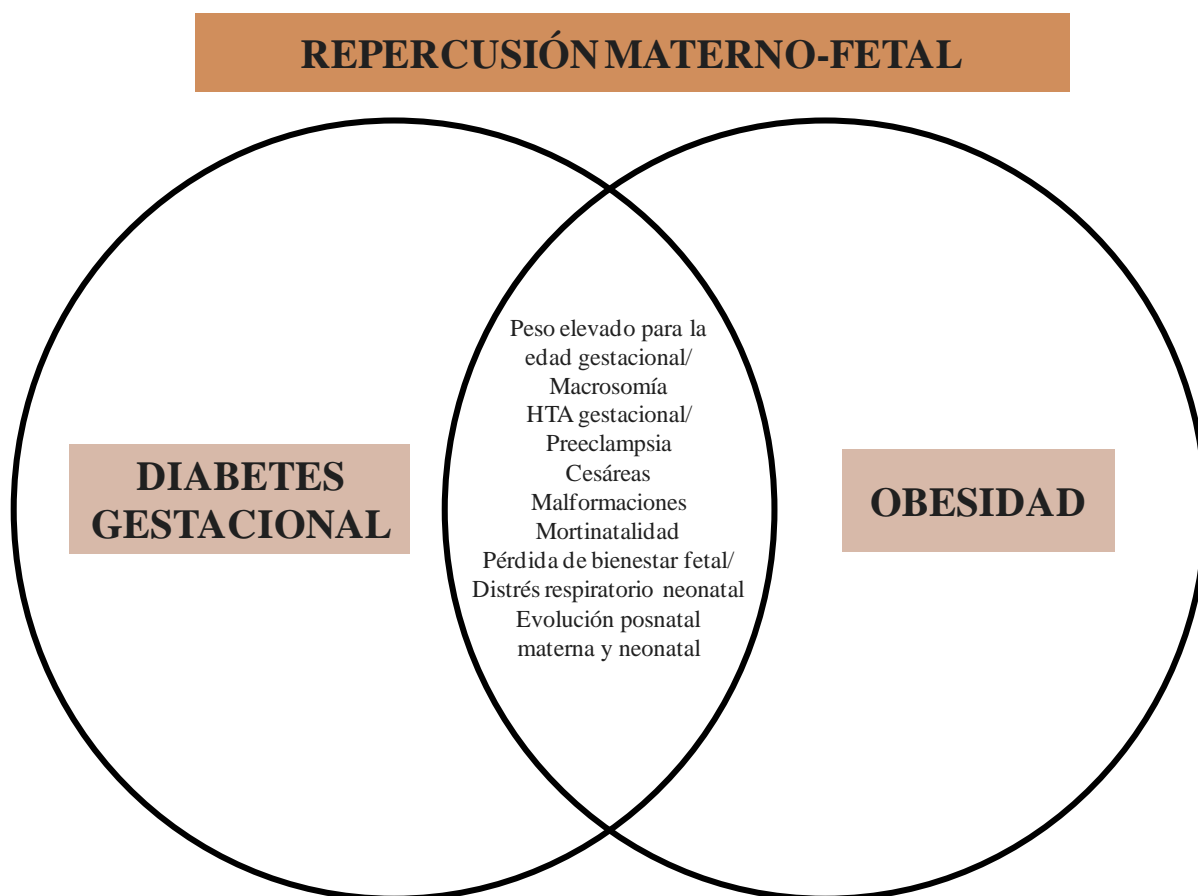 REPERCUSIÓN MATERNO-FETAL
Peso elevado para la
edad gestacional/
Macrosomía
HTA gestacional/
Preeclampsia
Cesáreas
Malformaciones
Mortinatalidad
Pérdida de bienestar fetal/
Distrés respiratorio neonatal
Evolución posnatal
materna y neonatal
DIABETES
GESTACIONAL
OBESIDAD